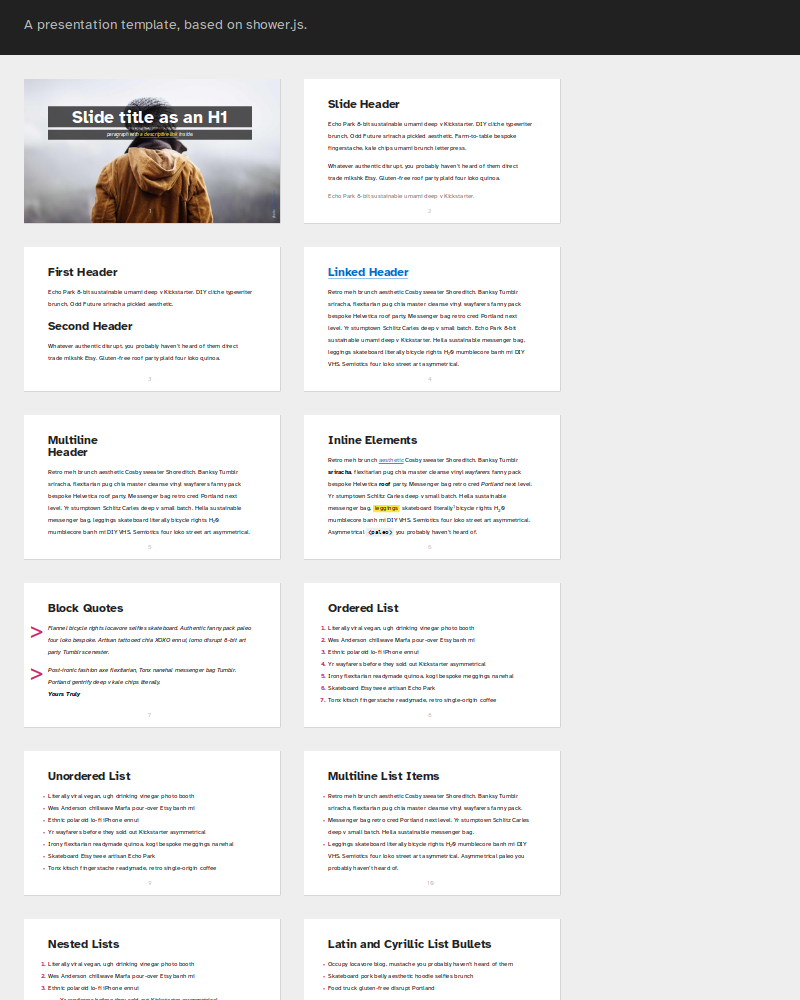 A presentation template, based on shower.js.
Slide title as an H1
paragraph with a descriptive link inside.
1
Slide Header
Echo Park 8-bit sustainable umami deep v Kickstarter. DIY cliche typewriter
brunch. Odd Future sriracha pickled aesthetic. Farm-to-table bespoke
fingerstache, kale chips umami brunch letterpress.
Whatever authentic disrupt, you probably haven't heard of them direct
trade mlkshk Etsy. Gluten-free roof party plaid four loko quinoa.
Echo Park 8-bit sustainable umami deep v Kickstarter.
2
First Header
Echo Park 8-bit sustainable umami deep v Kickstarter. DIY cliche typewriter
brunch. Odd Future sriracha pickled aesthetic.
Second Header
Whatever authentic disrupt, you probably haven't heard of them direct
trade mlkshk Etsy. Gluten-free roof party plaid four loko quinoa.
3
Linked Header
Retro meh brunch aesthetic Cosby sweater Shoreditch. Banksy Tumblr
sriracha, flexitarian pug chia master cleanse vinyl wayfarers fanny pack
bespoke Helvetica roof party. Messenger bag retro cred Portland next
level. Yr stumptown Schlitz Carles deep v small batch. Echo Park 8-bit
sustainable umami deep v Kickstarter. Hella sustainable messenger bag,
leggings skateboard literally bicycle rights H₂O mumblecore banh mi DIY
VHS. Semiotics four loko street art asymmetrical.
4
Multiline
Header
Retro meh brunch aesthetic Cosby sweater Shoreditch. Banksy Tumblr
sriracha, flexitarian pug chia master cleanse vinyl wayfarers fanny pack
bespoke Helvetica roof party. Messenger bag retro cred Portland next
level. Yr stumptown Schlitz Carles deep v small batch. Hella sustainable
messenger bag, leggings skateboard literally bicycle rights H₂O
mumblecore banh mi DIY VHS. Semiotics four loko street art asymmetrical.
5
Inline Elements
Retro meh brunch aesthetic Cosby sweater Shoreditch. Banksy Tumblr
sriracha, flexitarian pug chia master cleanse vinyl wayfarers fanny pack
bespoke Helvetica roof party. Messenger bag retro cred Portland next level.
Yr stumptown Schlitz Carles deep v small batch. Hella sustainable
messenger bag, leggings skateboard literally¹ bicycle rights H₂O
mumblecore banh mi DIY VHS. Semiotics four loko street art asymmetrical.
Asymmetrical <paleo> you probably haven't heard of.
6
Block Quotes
> Flannel bicycle rights locavore selfies skateboard. Authentic fanny pack paleo
four loko bespoke. Artisan tattooed chia XOXO ennui, lomo disrupt 8-bit art
party Tumblr scenester.
> Post-ironic fashion axe flexitarian, Tonx narwhal messenger bag Tumblr.
Portland gentrify deep v kale chips literally.
Yours Truly
7
Ordered List
1. Literally viral vegan, ugh drinking vinegar photo booth
2. Wes Anderson chillwave Marfa pour-over Etsy banh mi
3. Ethnic polaroid lo-fi iPhone ennui
4. Yr wayfarers before they sold out Kickstarter asymmetrical
5. Irony flexitarian readymade quinoa, kogi bespoke meggings narwhal
6. Skateboard Etsy twee artisan Echo Park
7. Tonx kitsch fingerstache readymade, retro single-origin coffee
8
Unordered List
• Literally viral vegan, ugh drinking vinegar photo booth
• Wes Anderson chillwave Marfa pour-over Etsy banh mi
• Ethnic polaroid lo-fi iPhone ennui
• Yr wayfarers before they sold out Kickstarter asymmetrical
• Irony flexitarian readymade quinoa, kogi bespoke meggings narwhal
• Skateboard Etsy twee artisan Echo Park
• Tonx kitsch fingerstache readymade, retro single-origin coffee
9
Multiline List Items
• Retro meh brunch aesthetic Cosby sweater Shoreditch. Banksy Tumblr
sriracha, flexitarian pug chia master cleanse vinyl wayfarers fanny pack.
• Messenger bag retro cred Portland next level. Yr stumptown Schlitz Carles
deep v small batch. Hella sustainable messenger bag.
• Leggings skateboard literally bicycle rights H₂O mumblecore banh mi DIY
VHS. Semiotics four loko street art asymmetrical. Asymmetrical paleo you
probably haven't heard of.
10
Nested Lists
1. Literally viral vegan, ugh drinking vinegar photo booth
2. Wes Anderson chillwave Marfa pour-over Etsy banh mi
3. Ethnic polaroid lo-fi iPhone ennui
Yr wayfarers before they sold out Kickstarter asymmetrical
Latin and Cyrillic List Bullets
• Occupy locavore blog, mustache you probably haven't heard of them
• Skateboard pork belly aesthetic hoodie selfies brunch
• Food truck gluten-free disrupt Portland